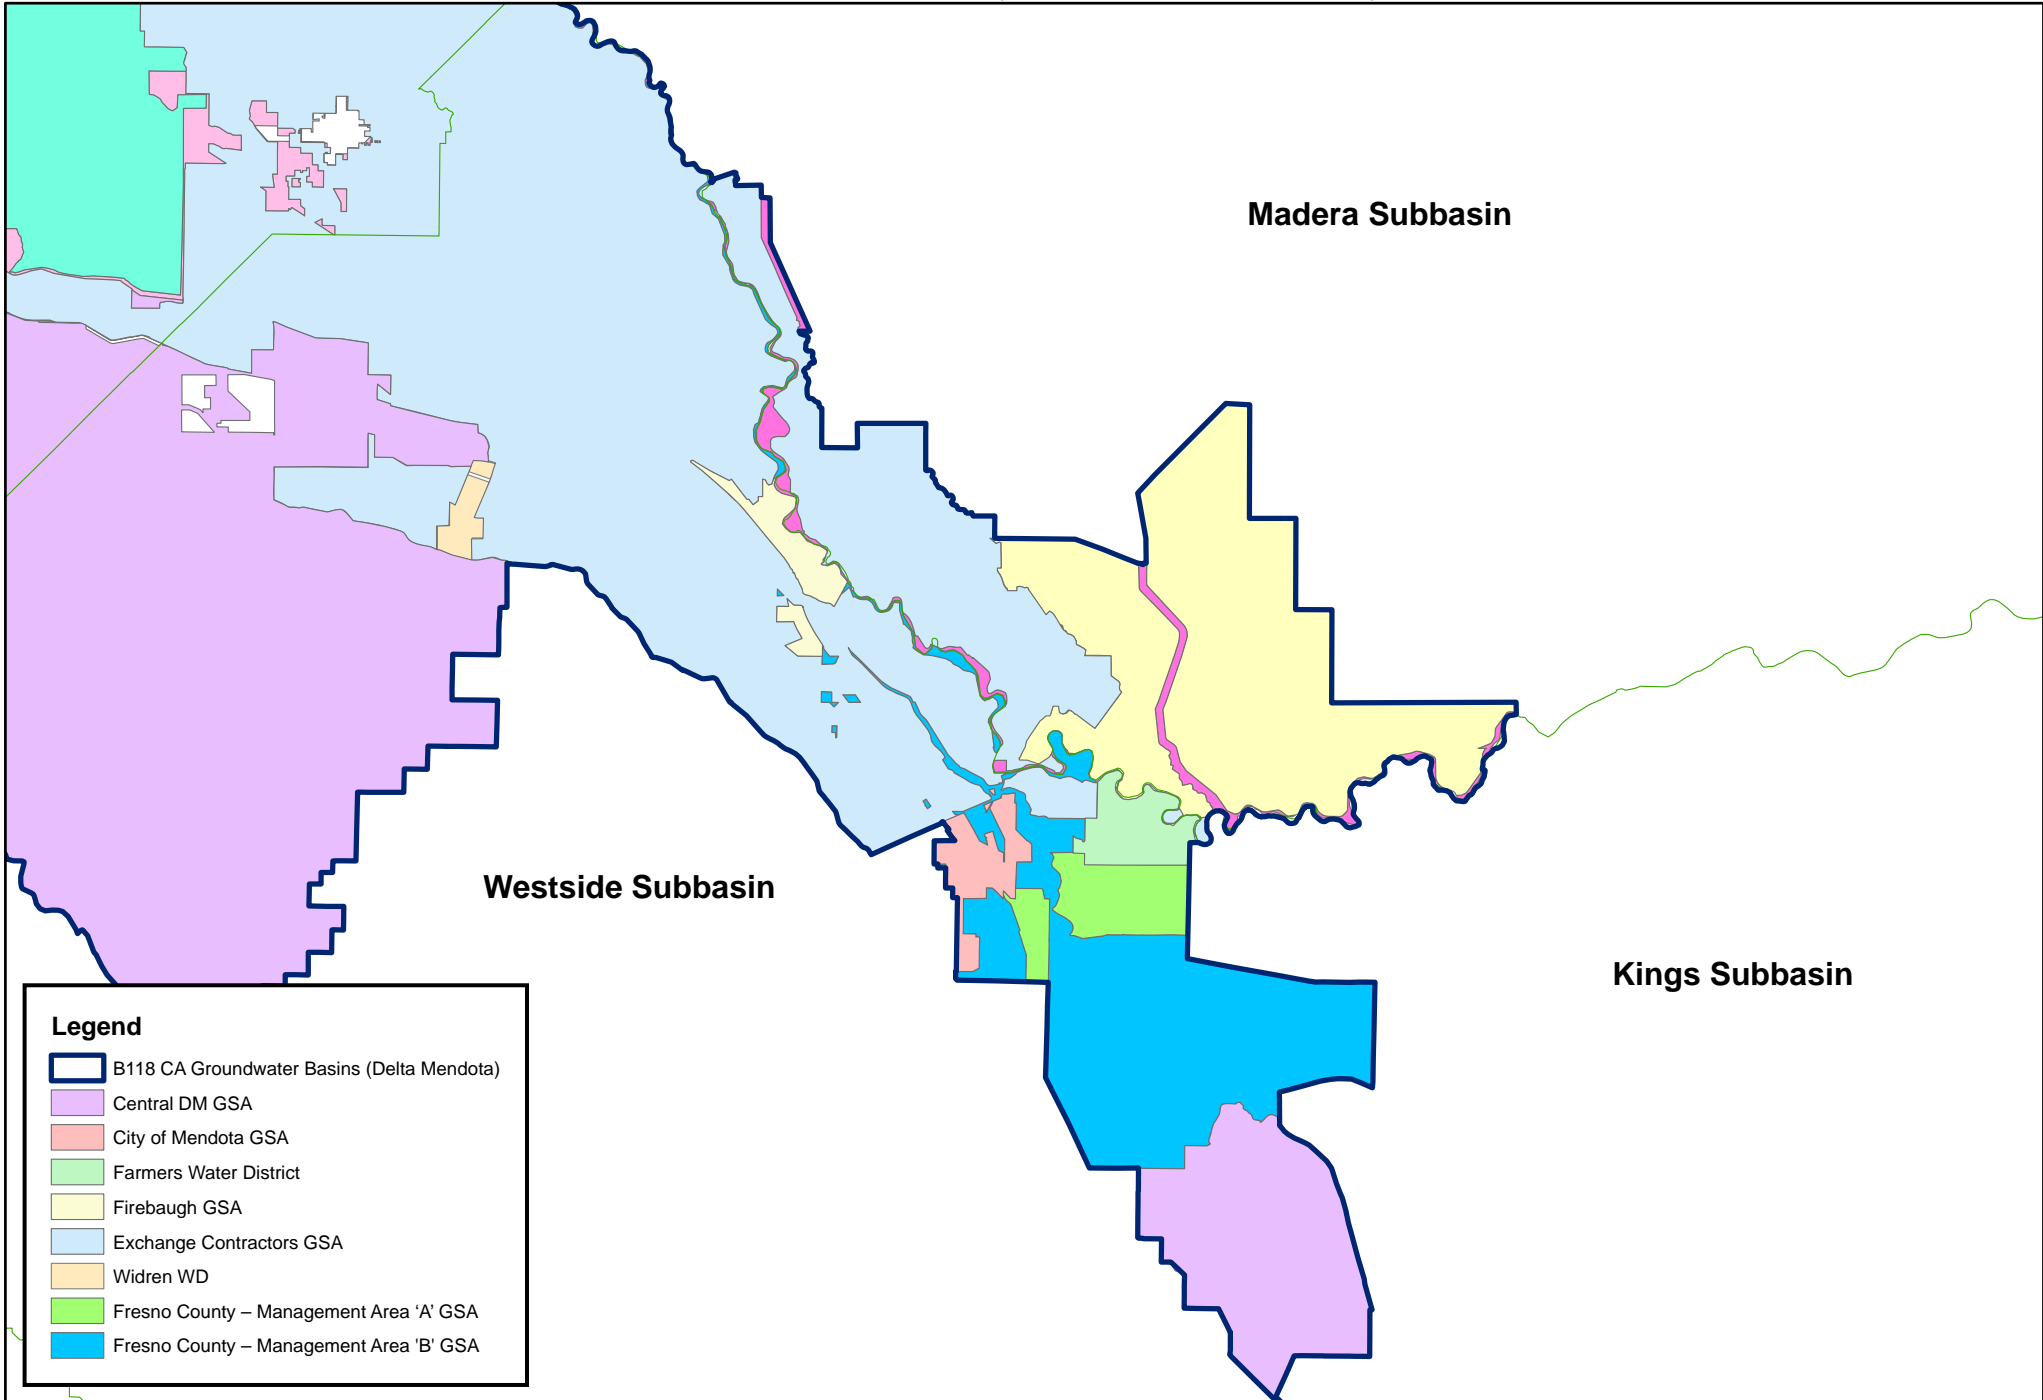 Madera Subbasin
Westside Subbasin
Kings Subbasin
Legend
B118 CA Groundwater Basins (Delta Mendota)
Central DM GSA
City of Mendota GSA
Farmers Water District
Firebaugh GSA
Exchange Contractors GSA
Widren WD
Fresno County – Management Area ‘A’ GSA
Fresno County – Management Area 'B' GSA